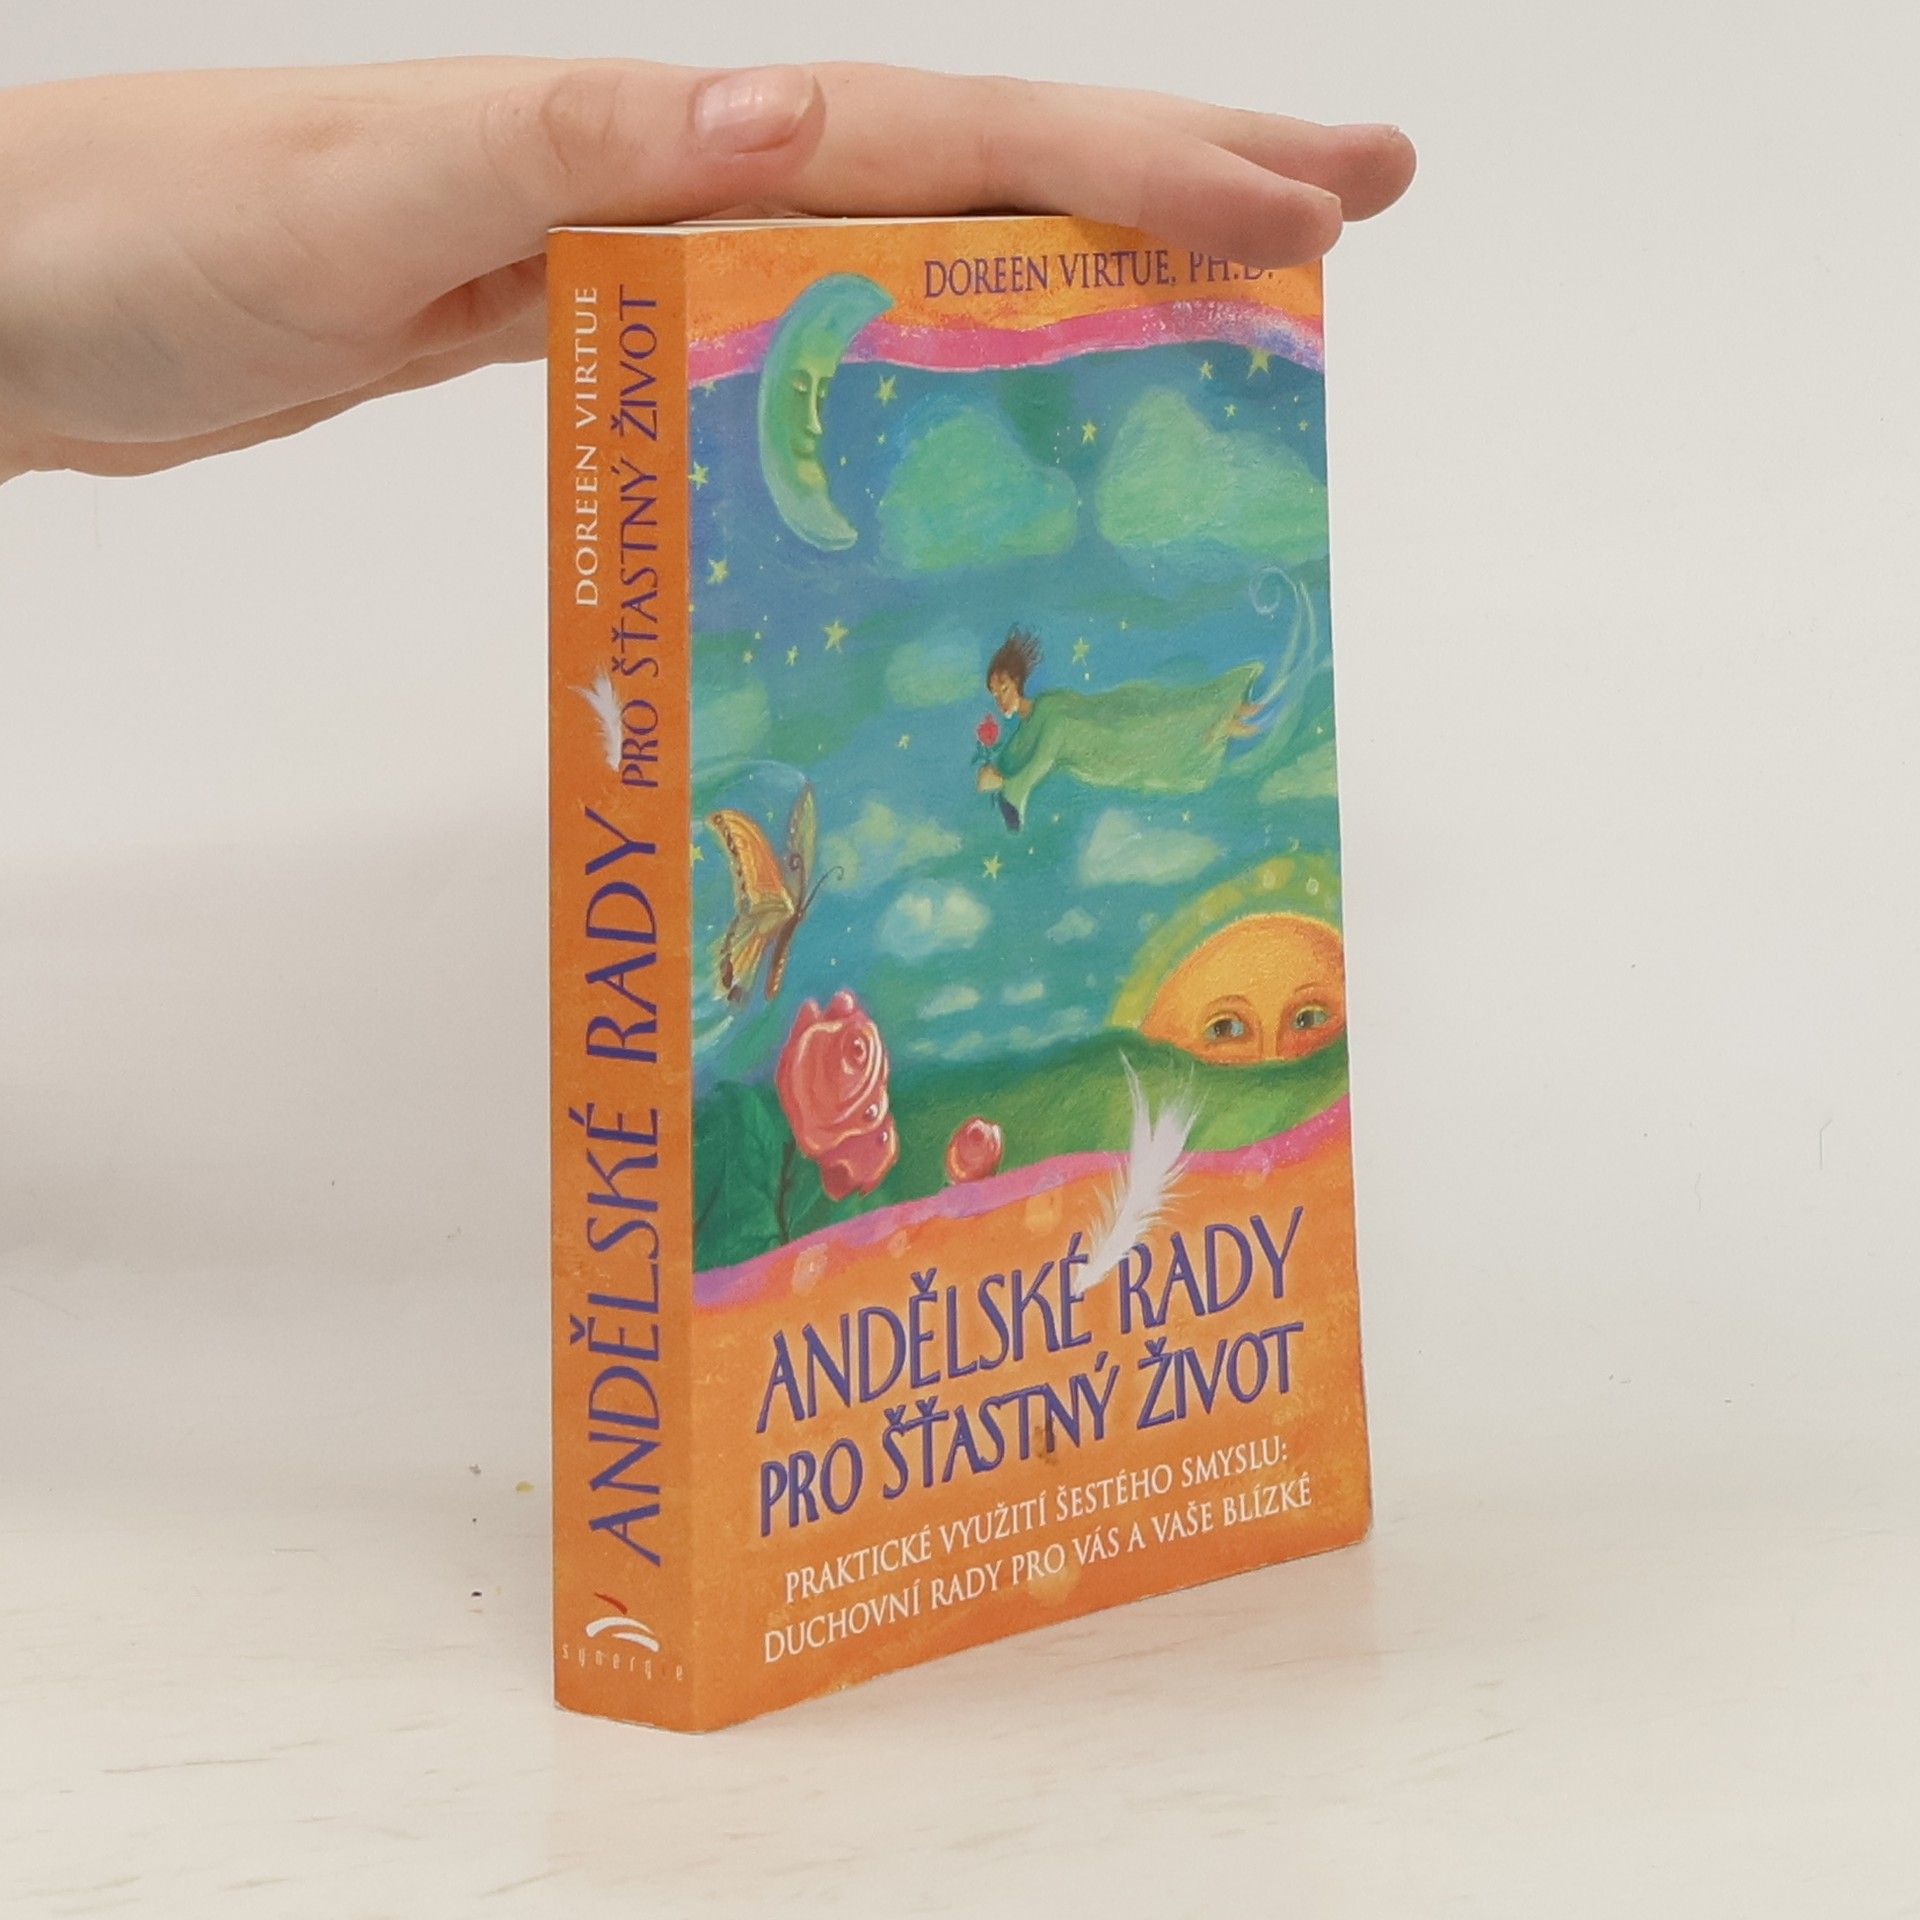 DOREEN VIRTUE
ANDĚLSKÉ RADY PRO ŠŤASTNÝ ŽIVOT
synergie
DOREEN VIRTUE, PH.D.
ANDĚLSKÉ RADY
PRO ŠŤASTNÝ ŽIVOT
PRAKTICKÉ VYUŽITÍ ŠESTÉHO SMYSLU:
DUCHOVNÍ RADY PRO VÁS A VAŠE BLÍZKÉ